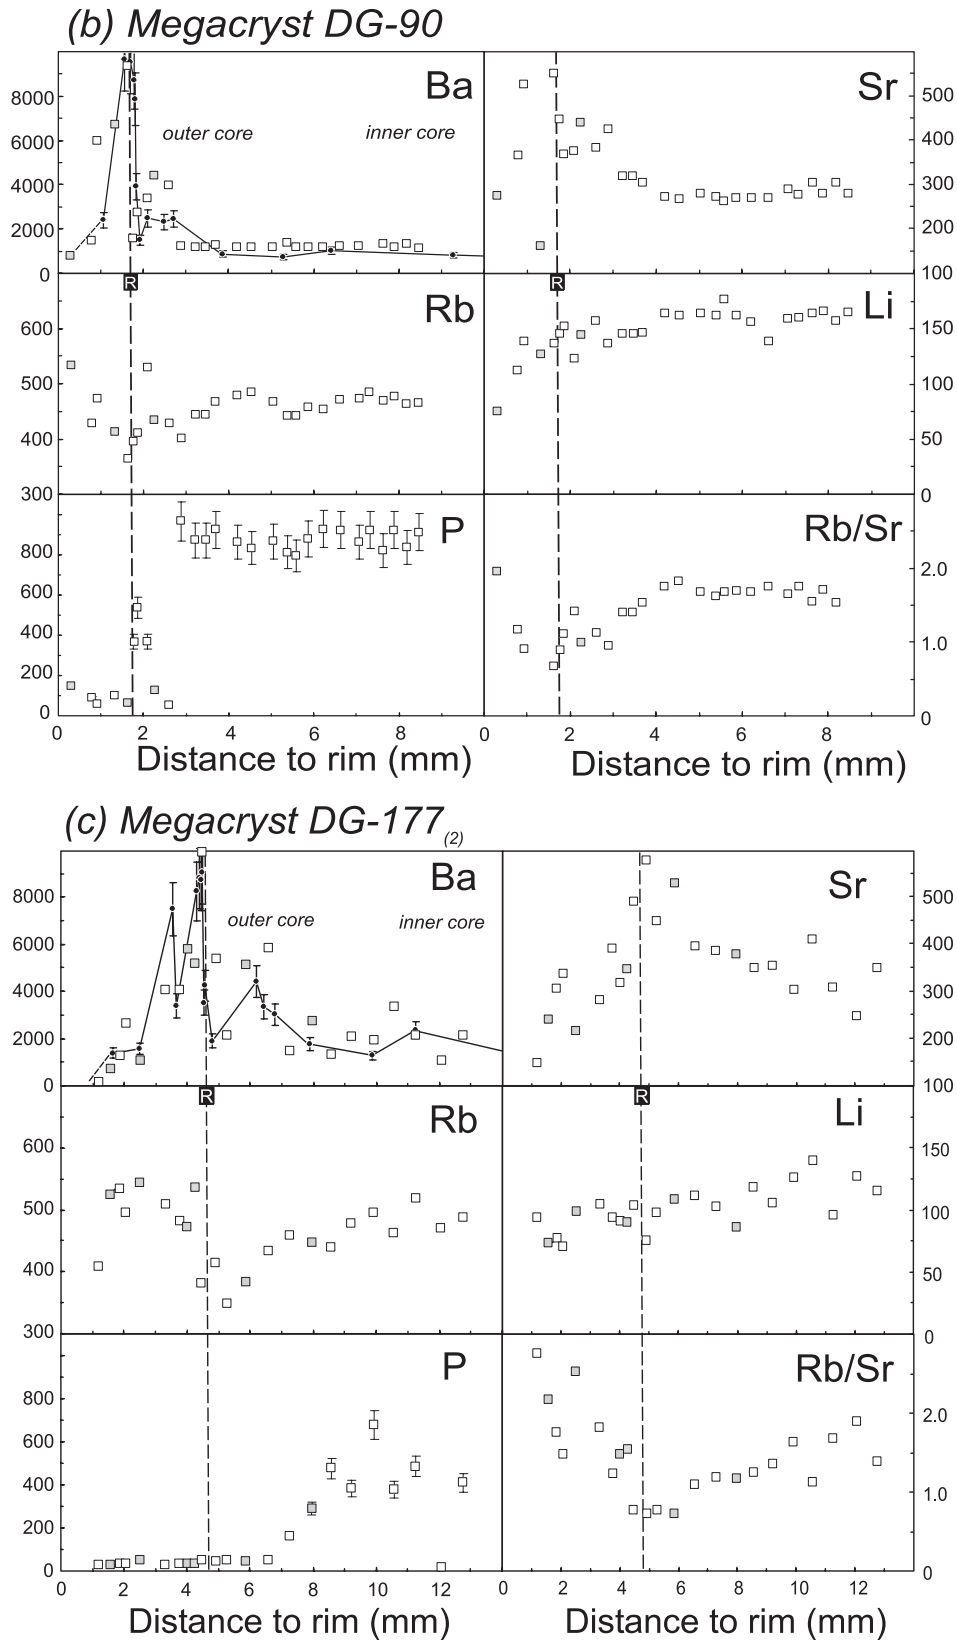 (b) Megacryst DG-90
Ba
Sr
outer core
inner core
8000
6000
4000
2000
0
500
400
300
200
100
R
R
Rb
Li
600
500
400
300
150
100
50
0
P
Rb/Sr
800
600
400
200
0
2.0
1.0
0
0 2 4 6 8 0 2 4 6 8
Distance to rim (mm)
Distance to rim (mm)
(c) Megacryst DG-177(2)
Ba
Sr
outer core
inner core
8000
6000
4000
2000
0
500
400
300
200
100
R
R
Rb
Li
600
500
400
300
150
100
50
0
P
Rb/Sr
800
600
400
200
0
2.0
1.0
0
0 2 4 6 8 10 12 0 2 4 6 8 10 12
Distance to rim (mm)
Distance to rim (mm)